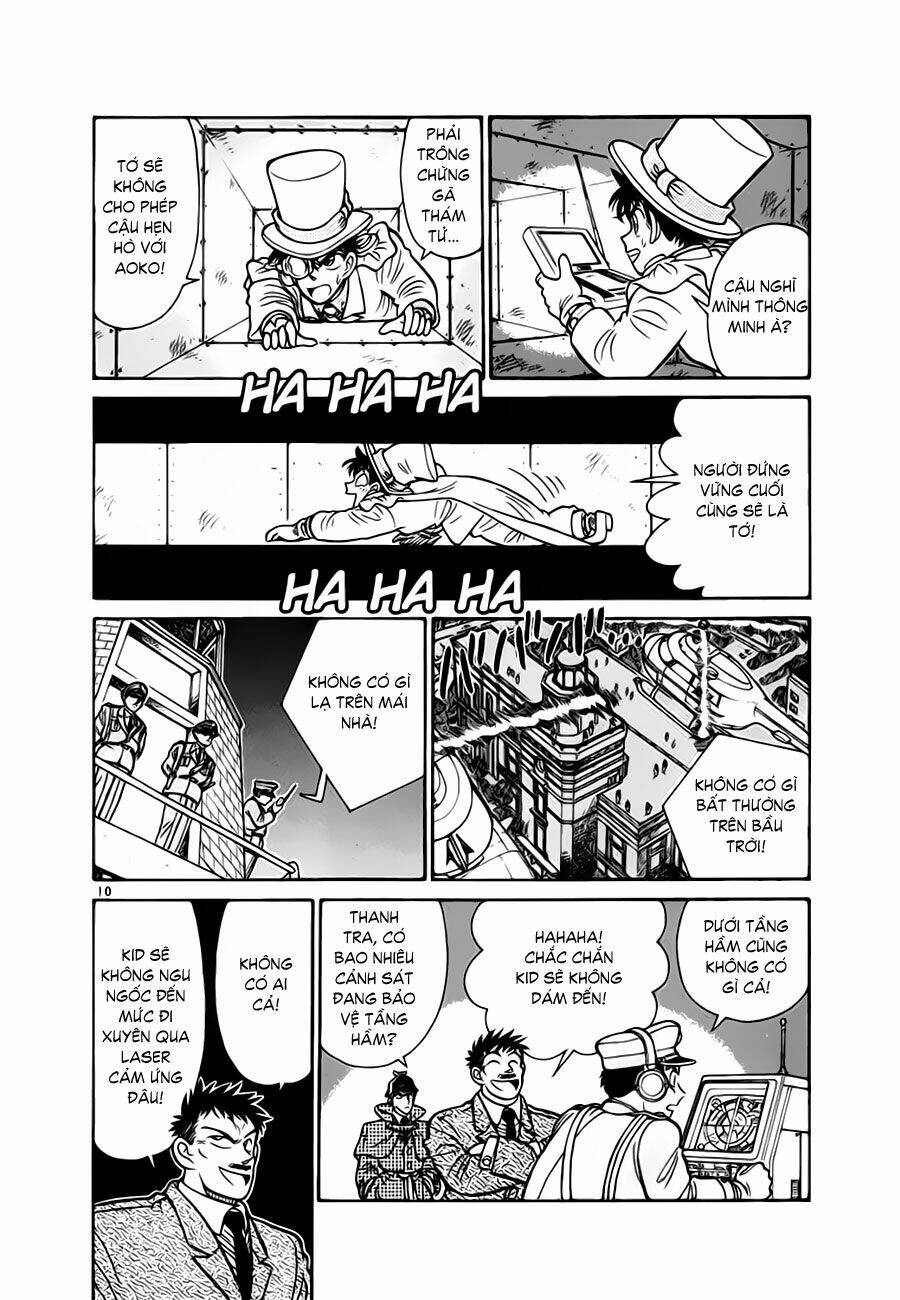 CẬU NGHĨ
MÌNH THÔNG
MINH À?
PHẢI
TRÔNG
CHỪNG
GÃ
THÁM
TỬ...
TỚ SẼ
KHÔNG
CHO PHÉP
CẬU HẸN
HÒ VỚI
AOKO!
HA HA HA
NGƯỜI ĐỨNG
VỮNG CUỐI
CÙNG SẼ LÀ
TỚ!
HA HA HA
KHÔNG CÓ GÌ
BẤT THƯỜNG
TRÊN BẦU
TRỜI!
KHÔNG CÓ GÌ
LẠ TRÊN MÁI
NHÀ!
10
DƯỚI TẦNG
HẦM CŨNG
KHÔNG CÓ
GÌ CẢ!
HAHAHA!
CHẮC CHẮN
KID SẼ KHÔNG
DÁM ĐẾN!
THANH
TRA, CÓ
BAO NHIÊU
CẢNH SÁT
ĐANG BẢO
VỆ TẦNG
HẦM?
KHÔNG
CÓ AI
CẢ!
KID SẼ
KHÔNG NGU
NGỐC ĐẾN
MỨC ĐI
XUYÊN QUA
LASER
CẢM ỨNG
ĐÂU!